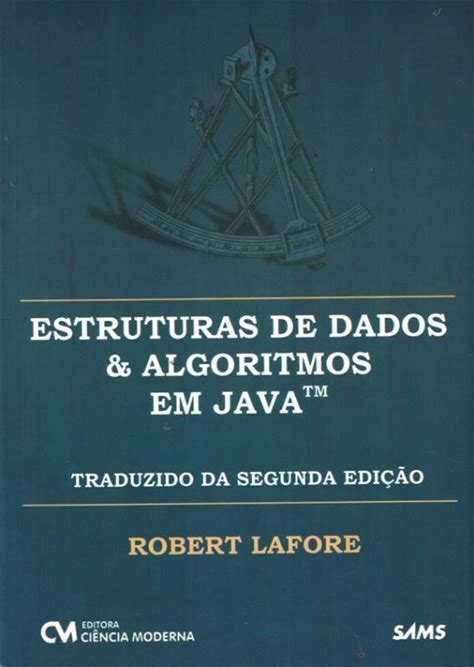 ESTRUTURAS DE DADOS
& ALGORITMOS
EM JAVA™
TRADUZIDO DA SEGUNDA EDIÇÃO
ROBERT LAFORE
CM EDITORA
CIÊNCIA MODERNA
SAMS